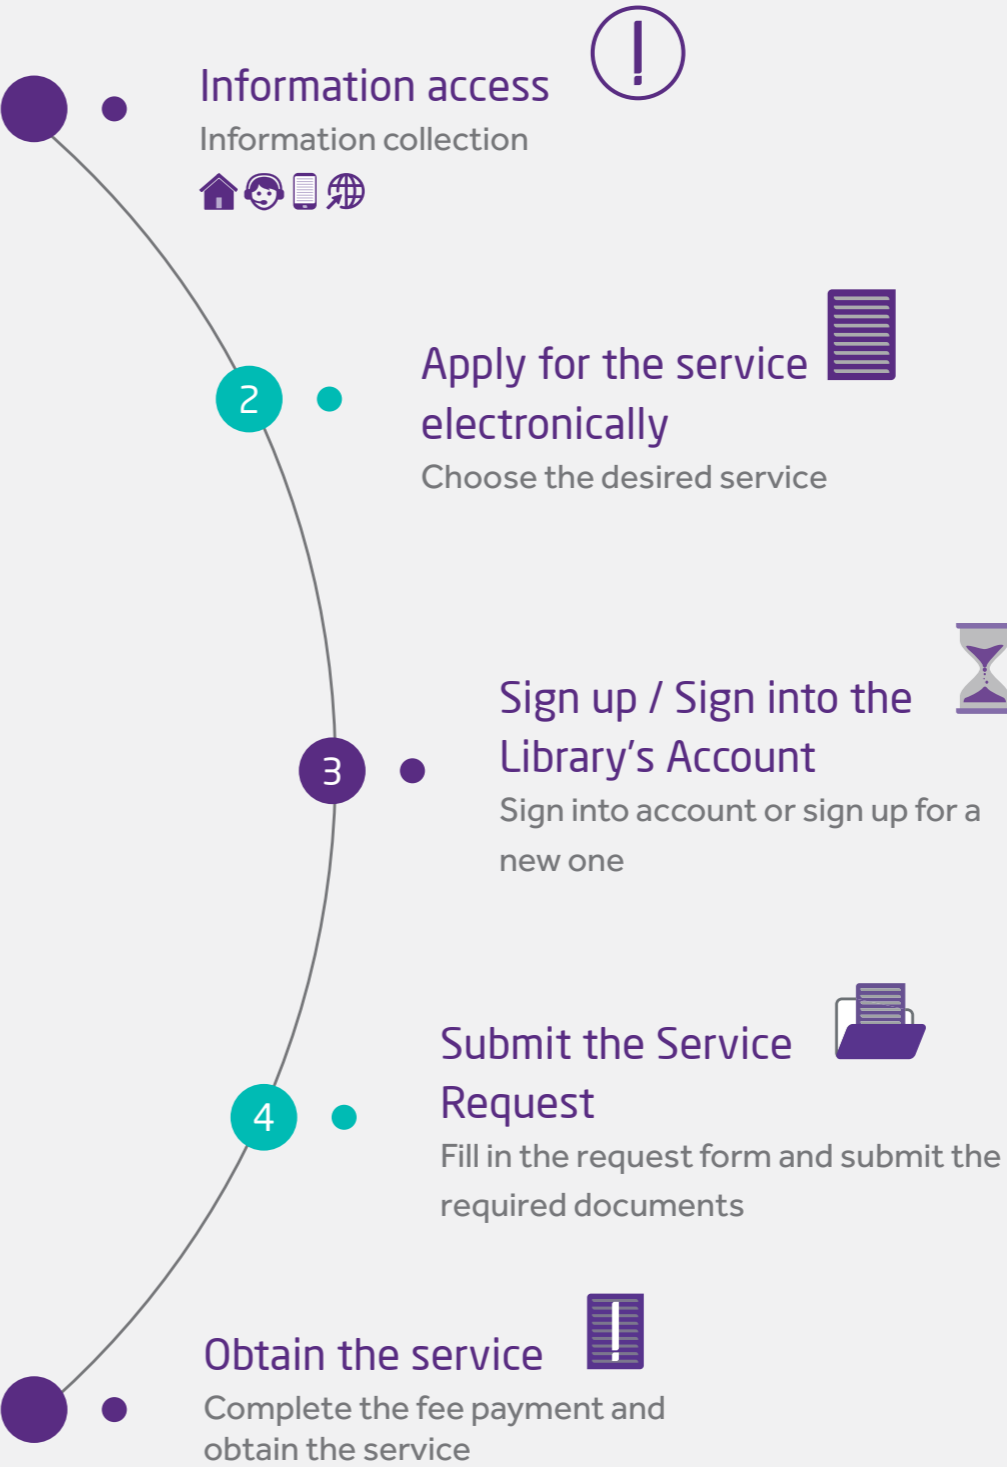 Information access
Information collection
2
Apply for the service
electronically
Choose the desired service
3
Sign up / Sign into the
Library’s Account
Sign into account or sign up for a
new one
4
Submit the Service
Request
Fill in the request form and submit the
required documents
Obtain the service
Complete the fee payment and
obtain the service